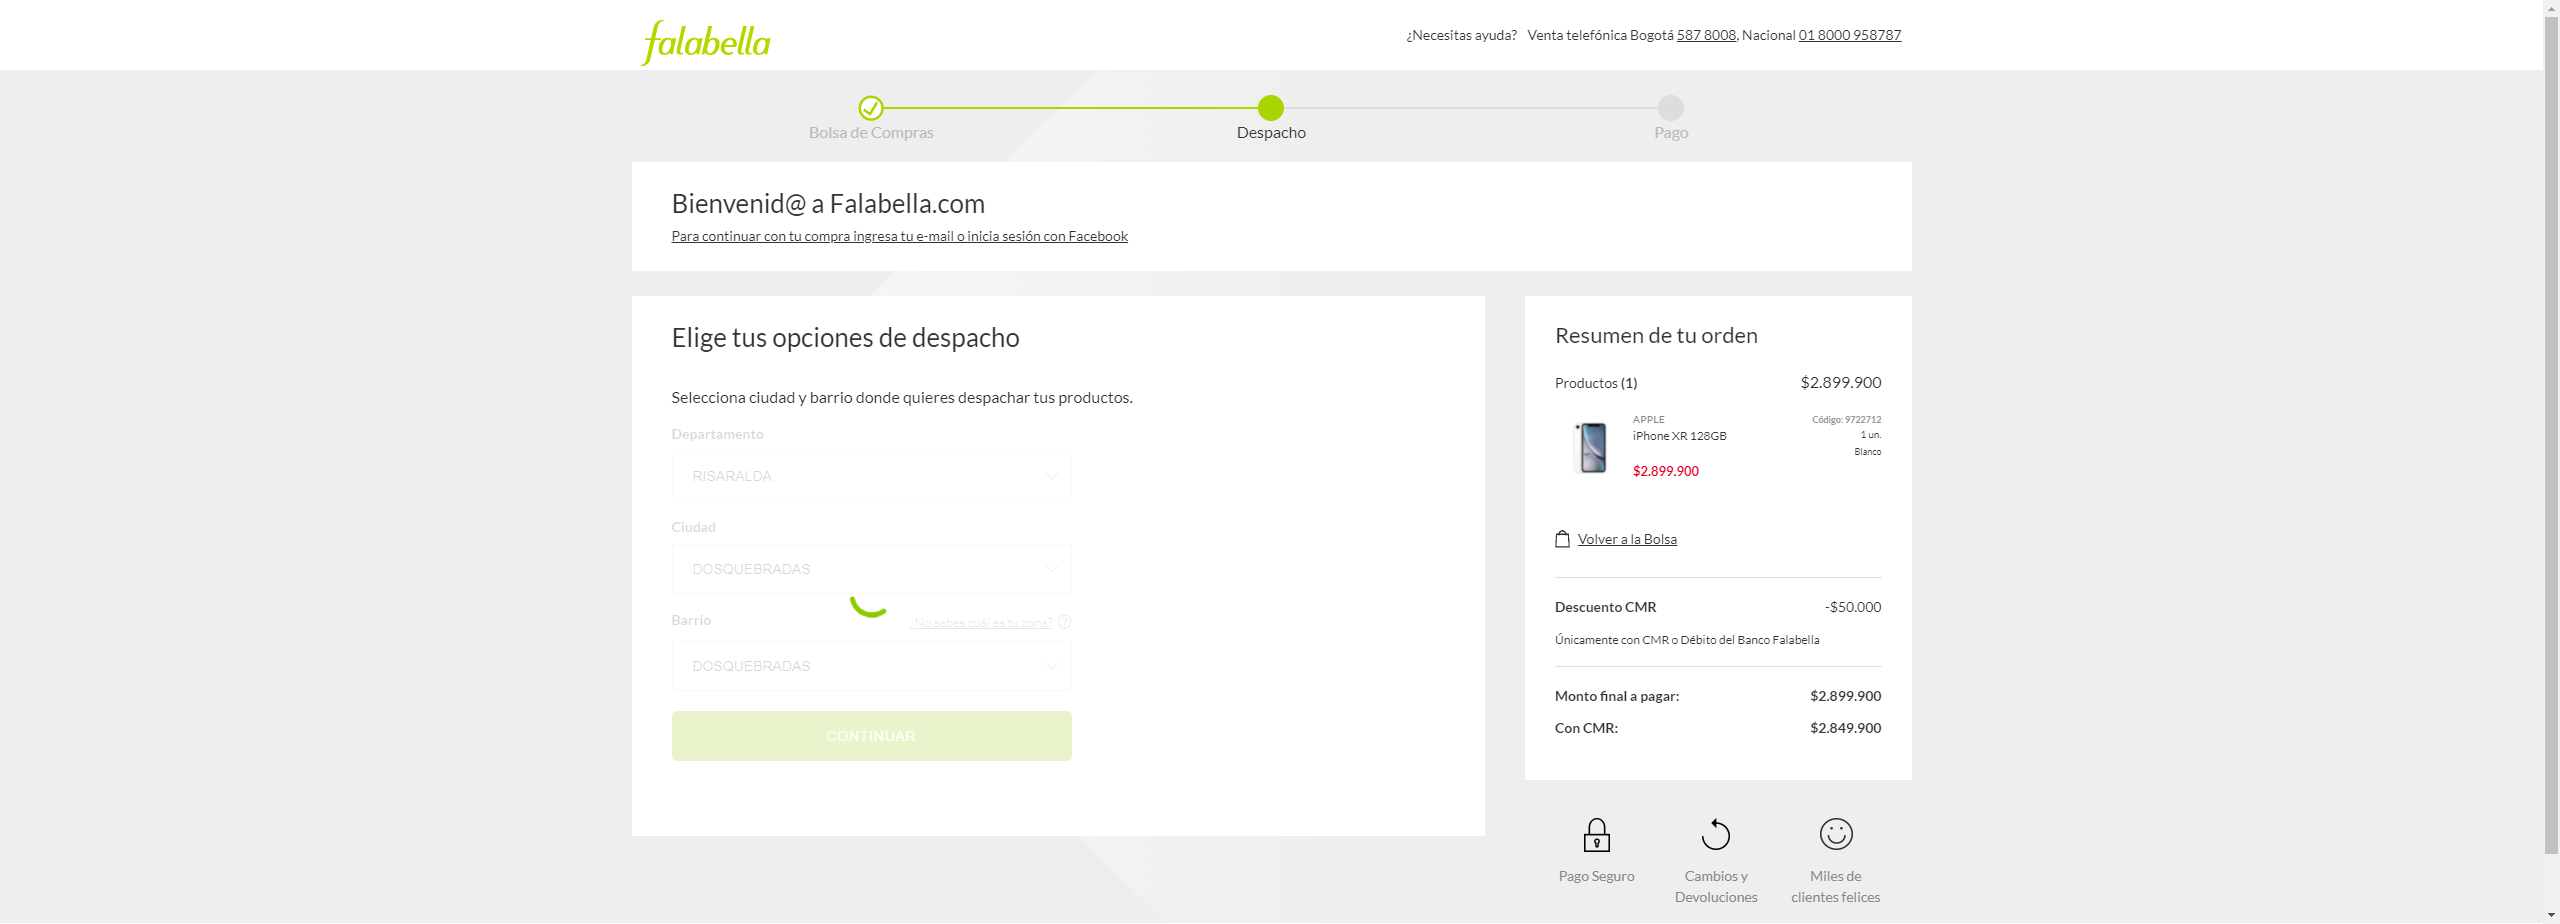 falabella
¿Necesitas ayuda? Venta telefónica Bogotá 587 8008, Nacional 01 8000 958787
Bolsa de Compras
Despacho
Pago
Bienvenid@ a Falabella.com
Para continuar con tu compra ingresa tu e-mail o inicia sesión con Facebook
Elige tus opciones de despacho
Selecciona ciudad y barrio donde quieres despachar tus productos.
Departamento
RISARALDA
Ciudad
DOSQUEBRADAS
Barrio
¿No sabes cuál es tu zona? ?
DOSQUEBRADAS
CONTINUAR
Resumen de tu orden
Productos (1) $2.899.900
APPLE Código: 9722712
iPhone XR 128GB 1 un.
Blanco
$2.899.900
Volver a la Bolsa
Descuento CMR -$50.000
Únicamente con CMR o Débito del Banco Falabella
Monto final a pagar: $2.899.900
Con CMR: $2.849.900
Pago Seguro
Cambios y
Devoluciones
Miles de
clientes felices